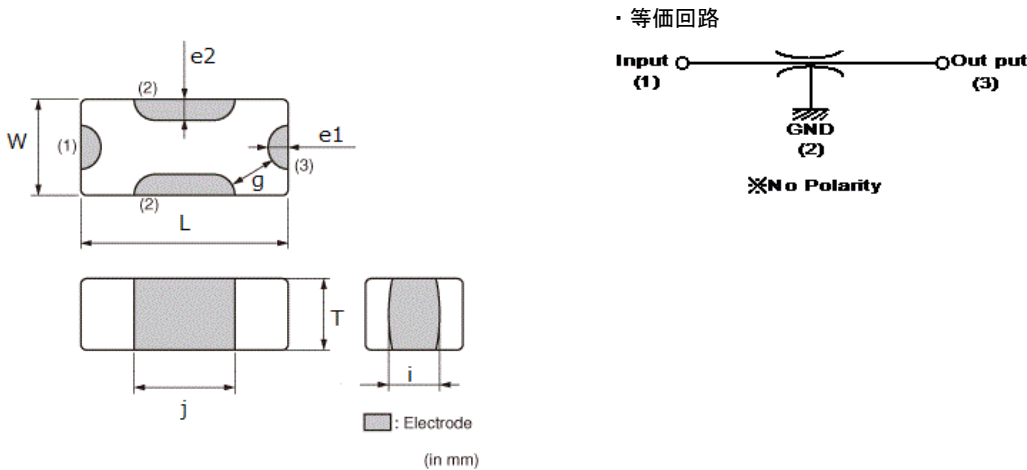 ・等価回路
e2
(2)
W
(1)
e1
(3)
g
(2)
L
T
i
j
: Electrode
(in mm)
Input
(1)
Out put
(3)
GND
(2)
※No Polarity